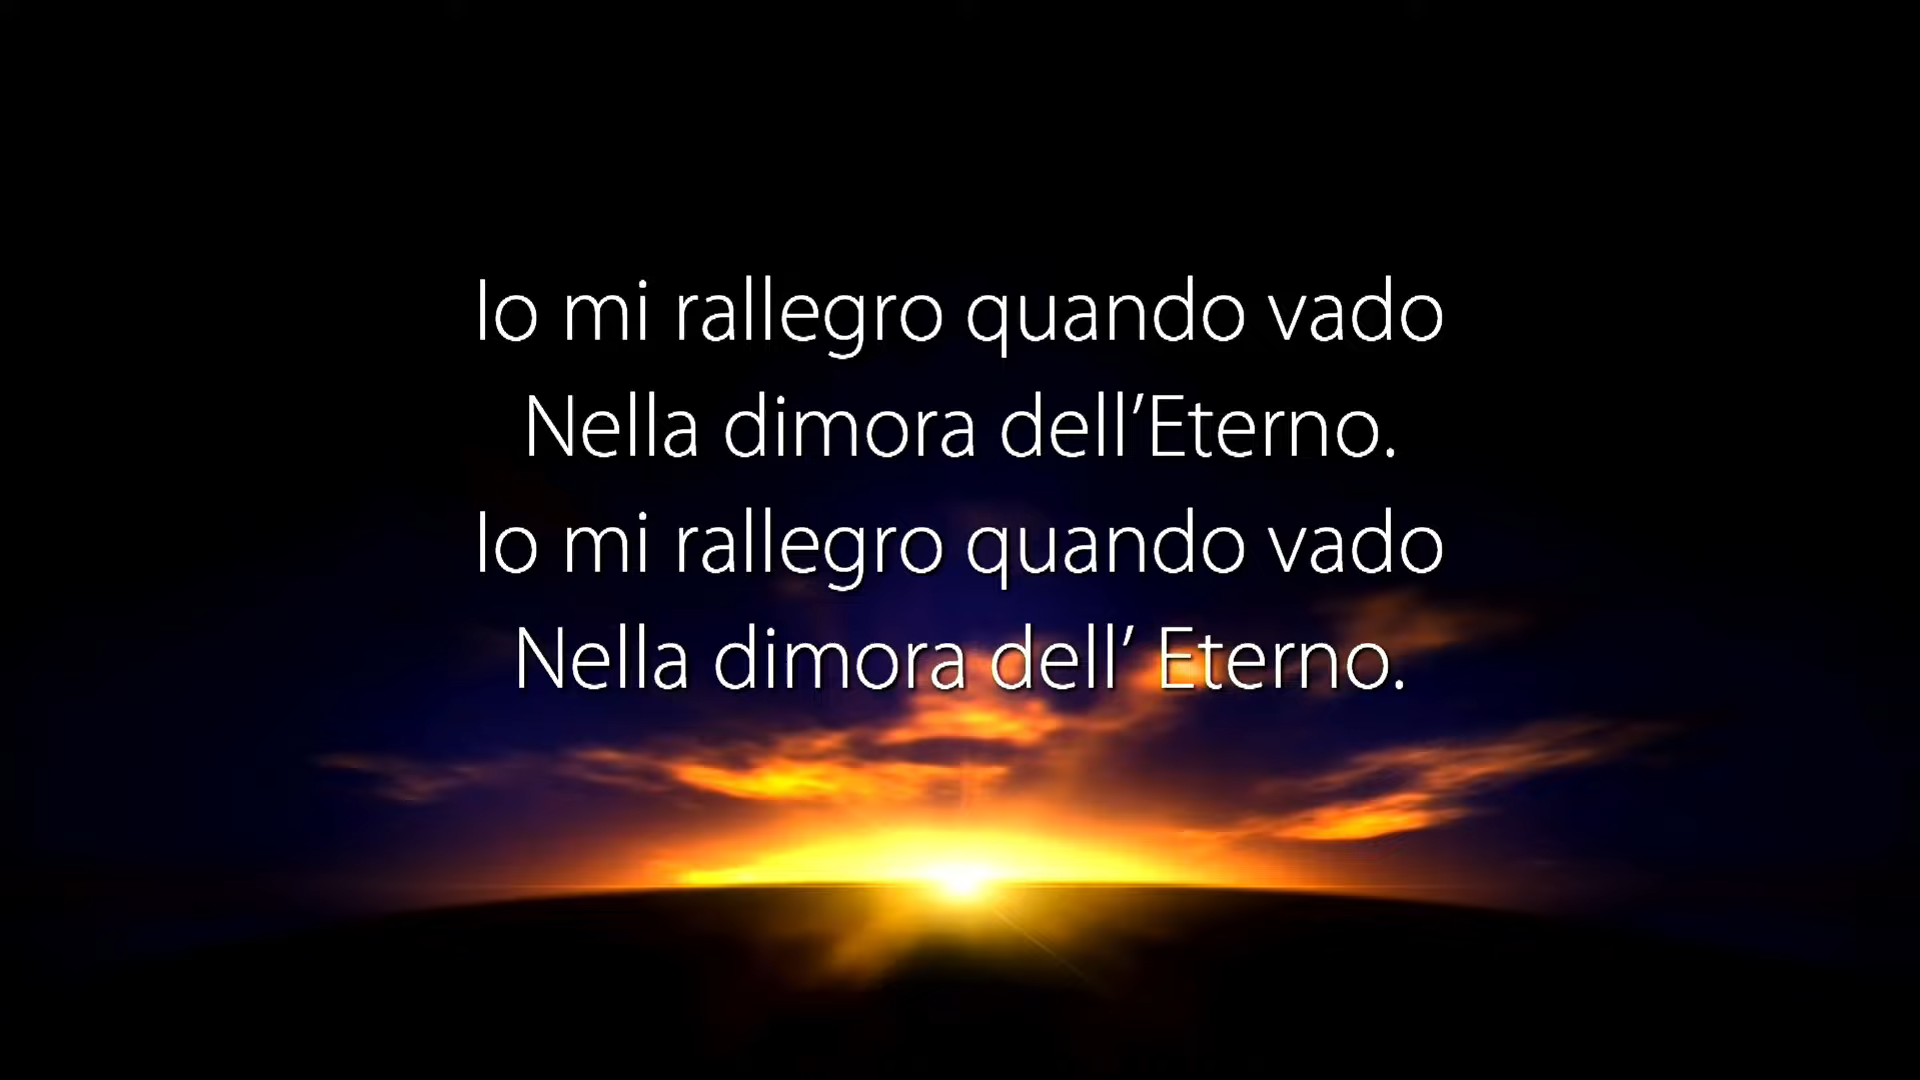 Io mi rallegro quando vado
Nella dimora dell’Eterno.
Io mi rallegro quando vado
Nella dimora dell’ Eterno.